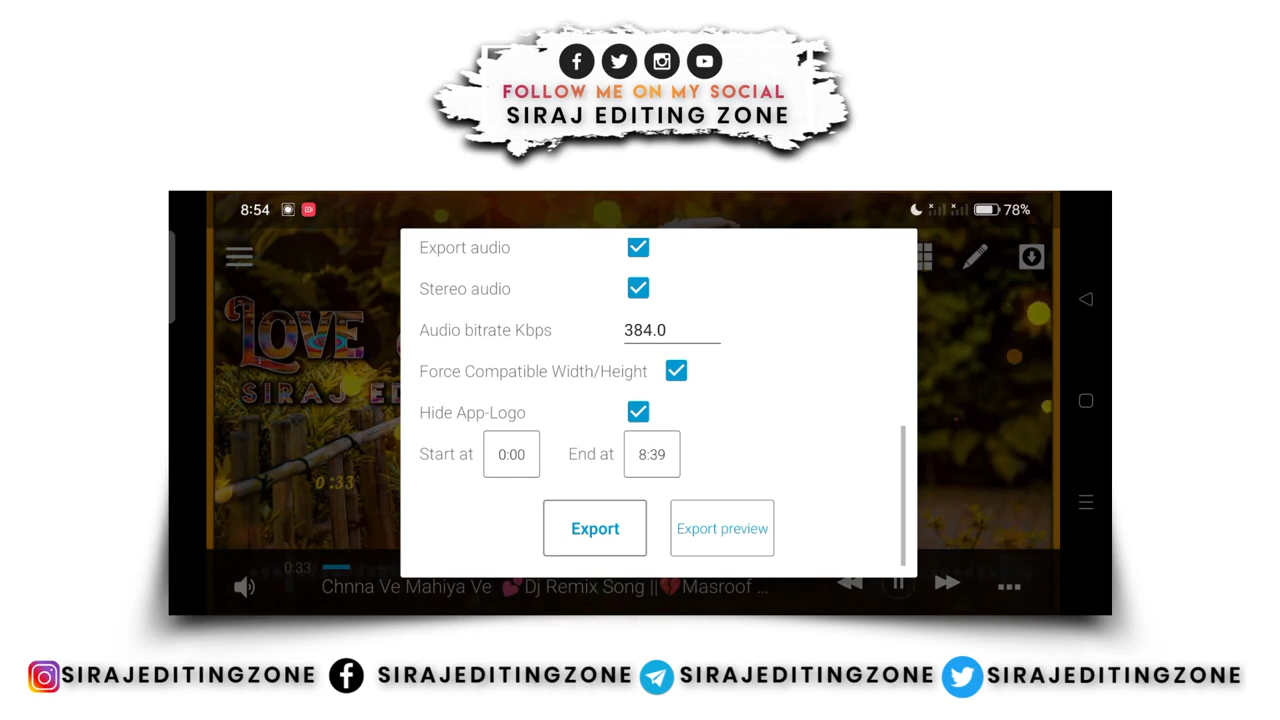 FOLLOW ME ON MY SOCIAL
SIRAJ EDITING ZONE
8:54
78%
Export audio
Stereo audio
Audio bitrate Kbps 384.0
Force Compatible Width/Height
Hide App-Logo
Start at 0:00 End at 8:39
Export Export preview
LOVE
SIRAJ ED
0:33
0:33
Chnna Ve Mahiya Ve 💕Dj Remix Song ||💔Masroof ...
SIRAJEDITINGZONE SIRAJEDITINGZONE SIRAJEDITINGZONE SIRAJEDITINGZONE